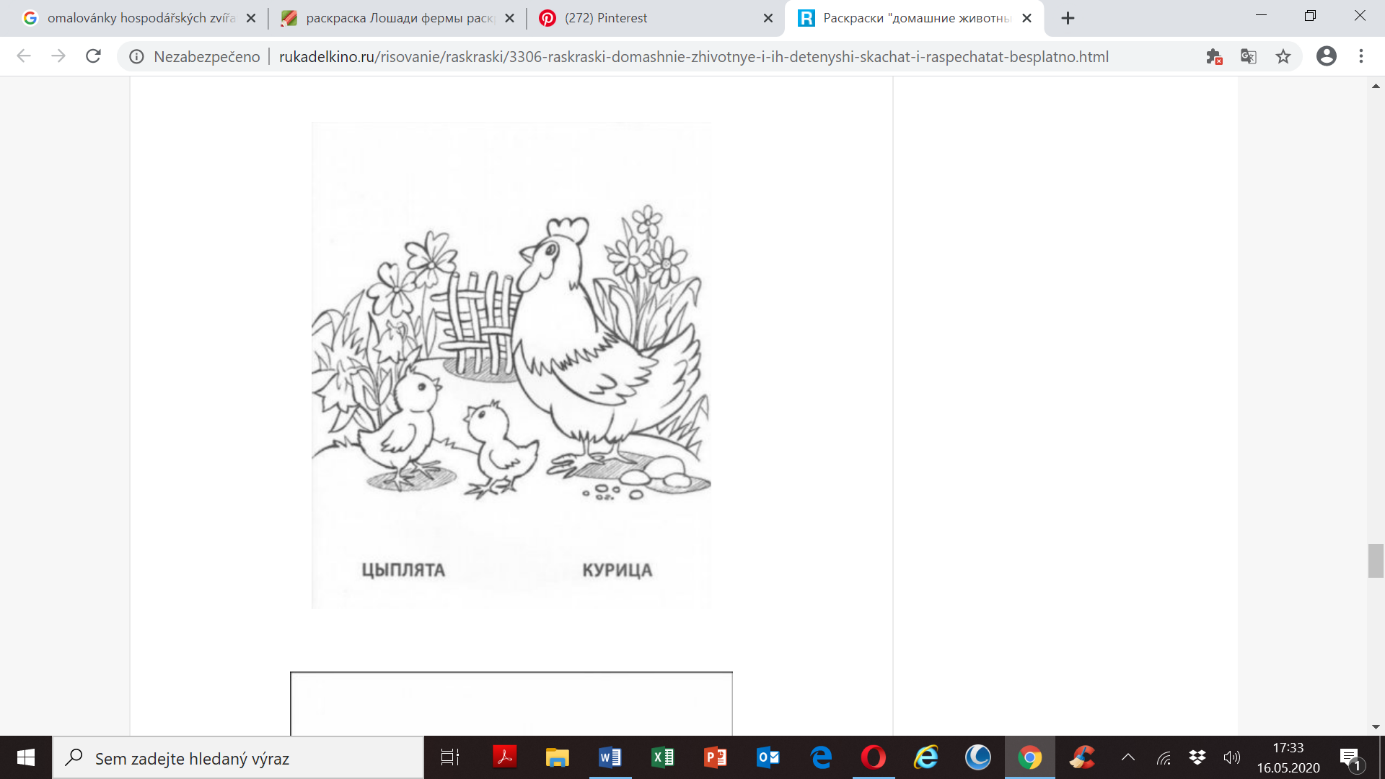 omalovánky hospodářských zvířa
раскраска Лошади фермы раск
(272) Pinterest
Раскраски "домашние животны
Nezabezpečeno
rukadelkino.ru/risovanie/raskraski/3306-raskraski-domashnie-zhivotnye-i-ih-detenyshi-skachat-i-raspechatat-besplatno.html
ЦЫПЛЯТА КУРИЦА
Sem zadejte hledaný výraz
17:33
16.05.2020
1